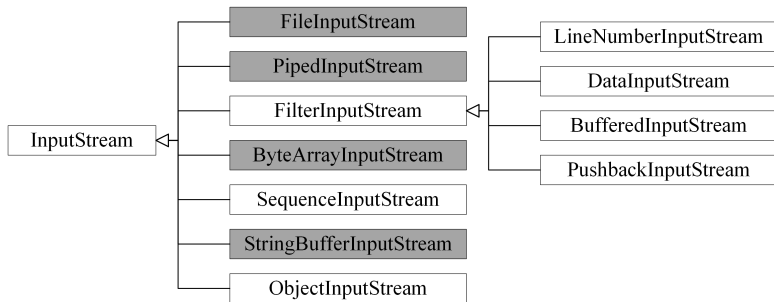 InputStream
FileInputStream
PipedInputStream
FilterInputStream
ByteArrayInputStream
SequenceInputStream
StringBufferInputStream
ObjectInputStream
LineNumberInputStream
DataInputStream
BufferedInputStream
PushbackInputStream